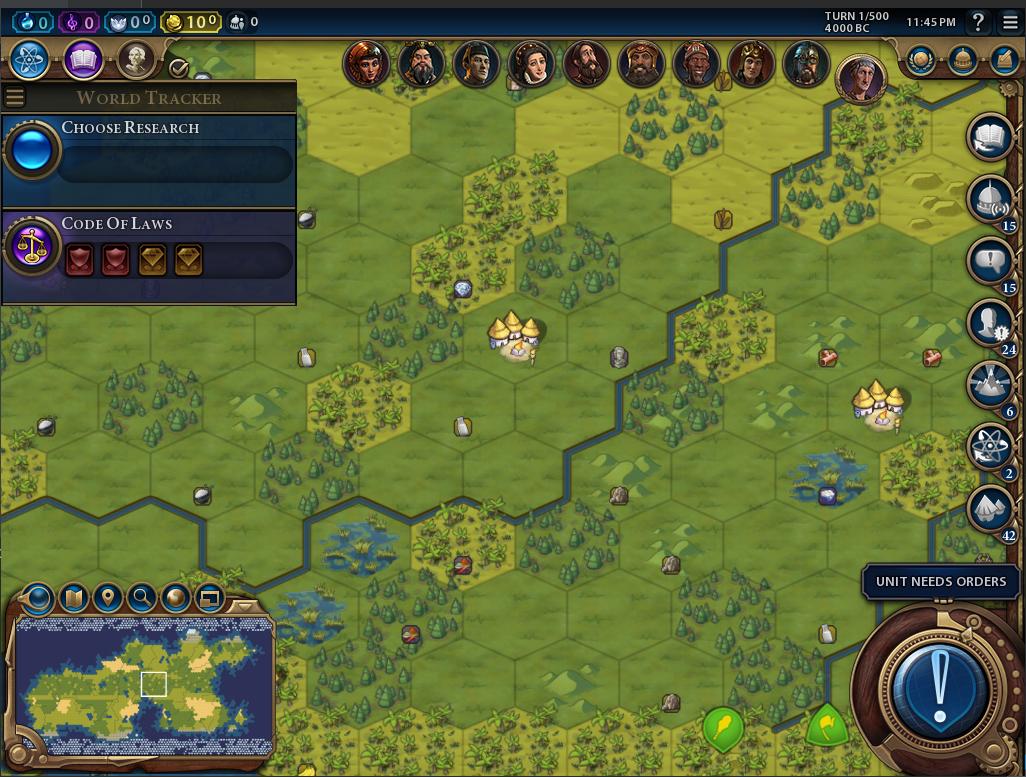 0 0 0 0 10 0 0
TURN 1/500
4000 BC
11:45 PM ?
WORLD TRACKER
CHOOSE RESEARCH
CODE OF LAWS
15
15
24
6
2
42
UNIT NEEDS ORDERS